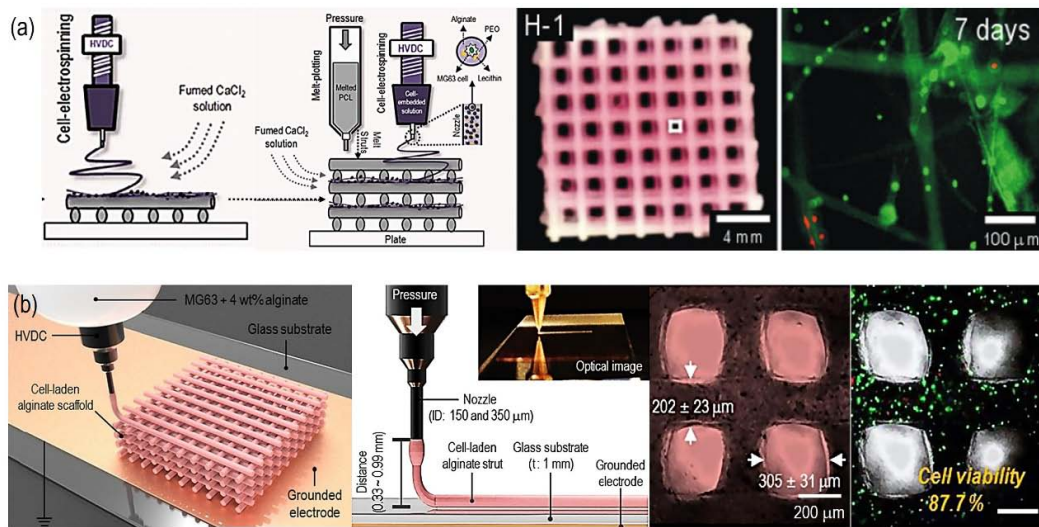 (a)
Cell-electrospinning
HVDC
Fumed CaCl₂
solution
Pressure
Melt-plotting
Melted
PCL
Melt
Struts
Fumed CaCl₂
solution
HVDC
Cell-electrospinning
Cell-
embedded
solution
Nozzle
Alginate
PEO
MG63 cell
Lecithin
Plate
H-1
4 mm
7 days
100 μm
(b)
MG63 + 4 wt% alginate
HVDC
Glass substrate
Cell-laden
alginate scaffold
Grounded
electrode
Pressure
Optical image
Nozzle
(ID: 150 and 350 μm)
Distance
(0.33 ~ 0.99 mm)
Cell-laden
alginate strut
Glass substrate
(t: 1 mm)
Grounded
electrode
202 ± 23 μm
305 ± 31 μm
200 μm
Cell viability
87.7 %